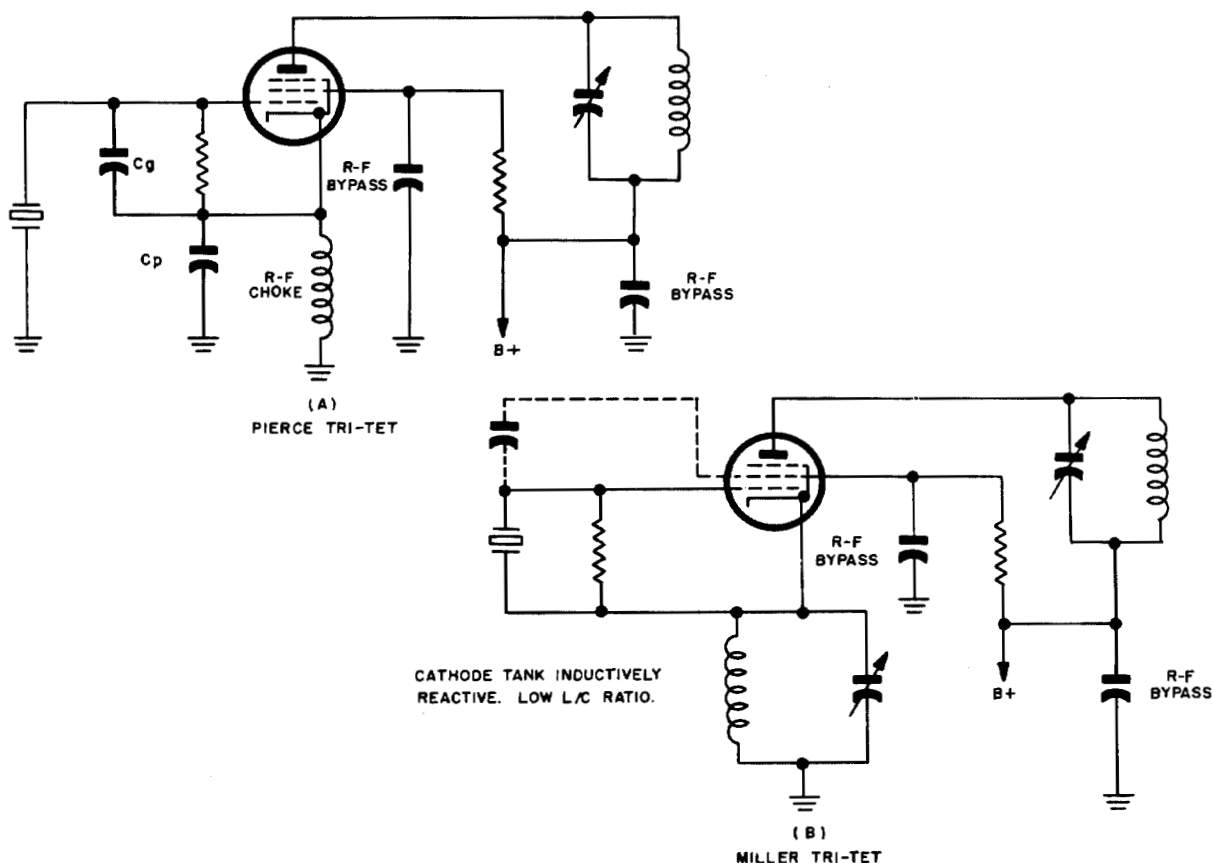 Cg
R-F
BYPASS
Cp
R-F
CHOKE
R-F
BYPASS
B+
(A)
PIERCE TRI-TET
R-F
BYPASS
CATHODE TANK INDUCTIVELY
REACTIVE. LOW L/C RATIO.
B+
R-F
BYPASS
(B)
MILLER TRI-TET